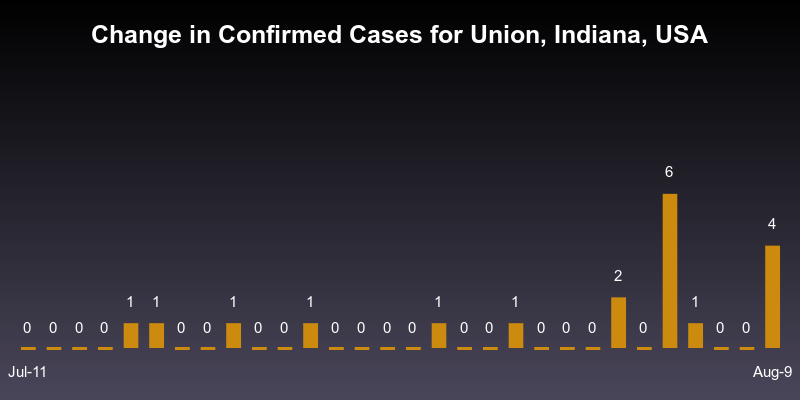 Change in Confirmed Cases for Union, Indiana, USA
6
4
2
1 1 1 1 1 1 1
0 0 0 0 0 0 0 0 0 0 0 0 0 0 0 0 0 0 0 0
Jul-11 Aug-9